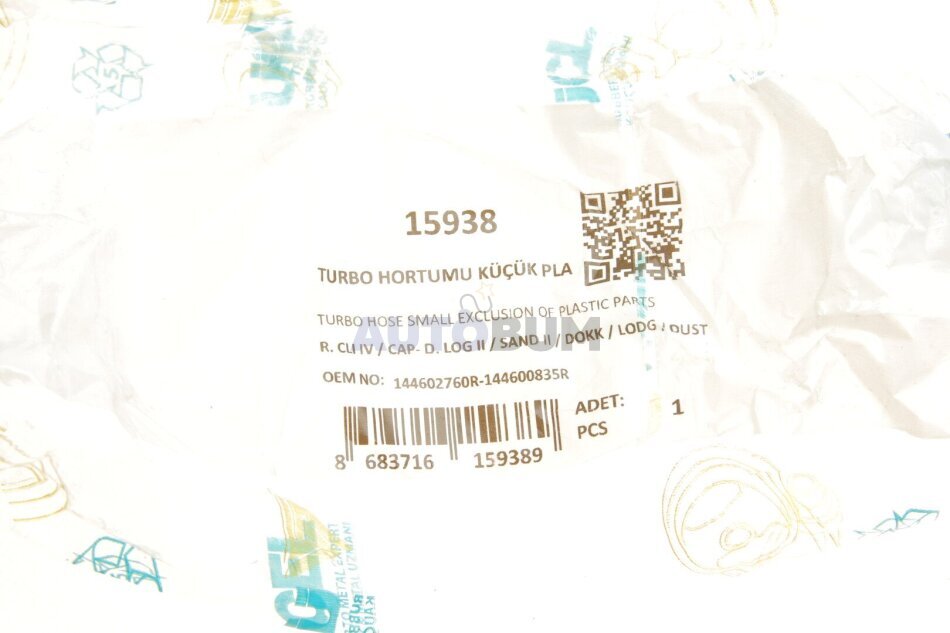 15938
TURBO HORTUMU KÜÇÜK PLA
TURBO HOSE SMALL EXCLUSION OF PLASTIC PARTS
AUTOBUM
R. CLI IV / CAP- D. LOG II / SAND II / DOKK / LODG / DUST
OEM NO: 144602760R-144600835R
ADET: 1
PCS
8 683716 159389